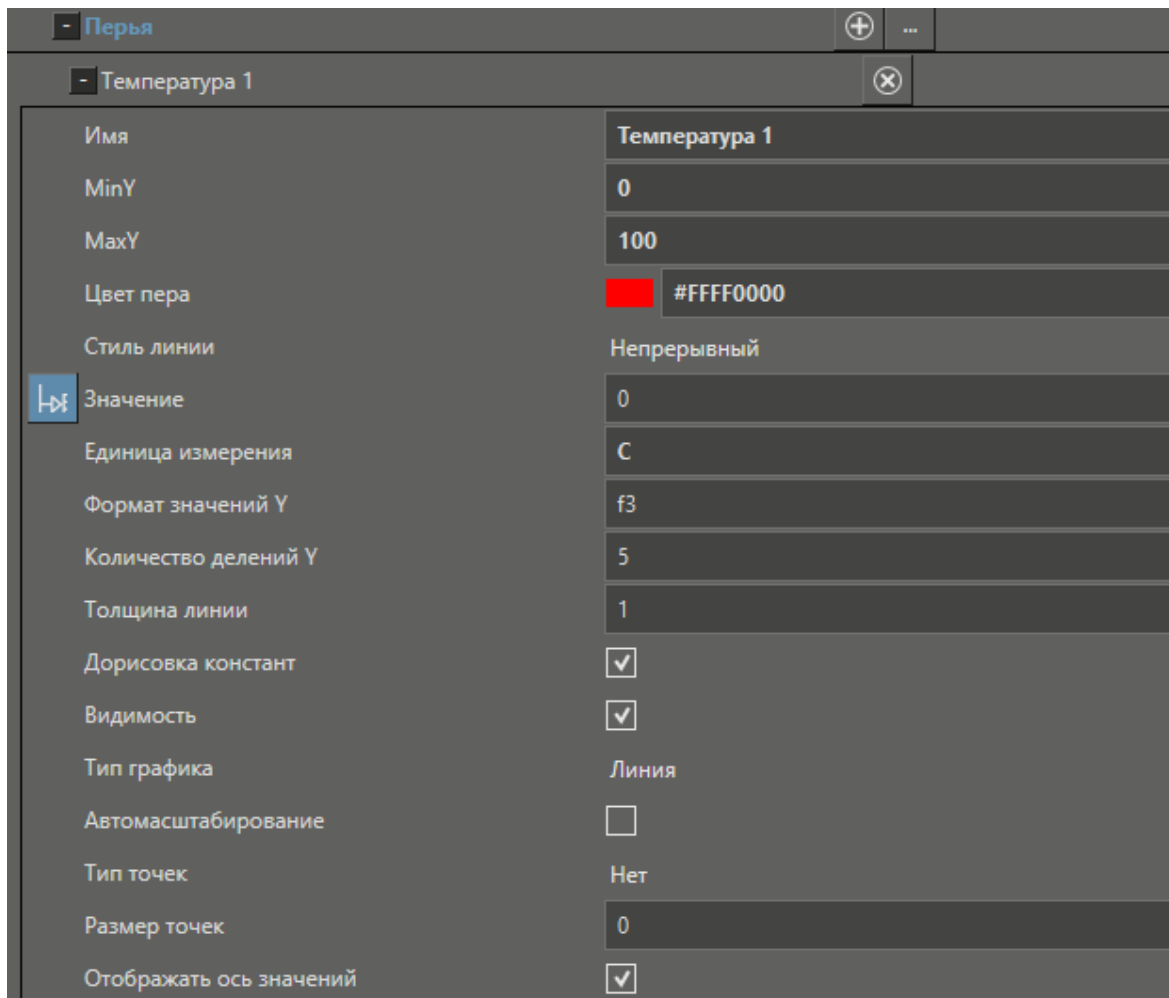 Перья ...
Температура 1
Имя Температура 1
MinY 0
MaxY 100
Цвет пера #FFFF0000
Стиль линии Непрерывный
Значение 0
Единица измерения C
Формат значений Y f3
Количество делений Y 5
Толщина линии 1
Дорисовка констант
Видимость
Тип графика Линия
Автомасштабирование
Тип точек Нет
Размер точек 0
Отображать ось значений